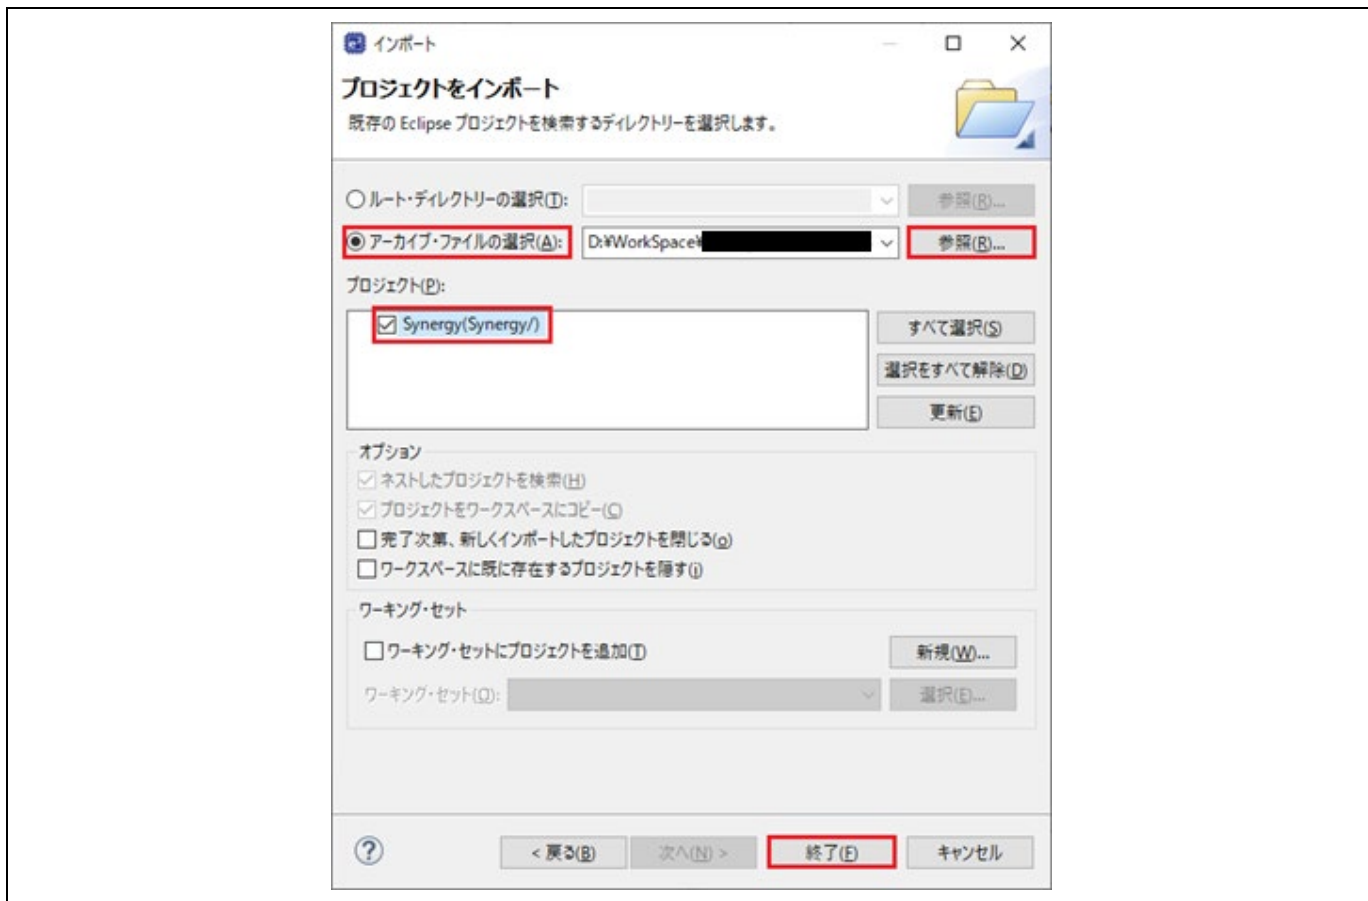 インポート
プロジェクトをインポート
既存の Eclipse プロジェクトを検索するディレクトリーを選択します。
ルート・ディレクトリーの選択(T):
参照(R)...
アーカイブ・ファイルの選択(A):
D:¥WorkSpace¥
参照(R)...
プロジェクト(P):
Synergy(Synergy/)
すべて選択(S)
選択をすべて解除(D)
更新(E)
オプション
ネストしたプロジェクトを検索(H)
プロジェクトをワークスペースにコピー(C)
完了次第、新しくインポートしたプロジェクトを閉じる(o)
ワークスペースに既に存在するプロジェクトを隠す(i)
ワーキング・セット
ワーキング・セットにプロジェクトを追加(T)
新規(W)...
ワーキング・セット(O):
選択(E)...
< 戻る(B)
次へ(N) >
終了(F)
キャンセル